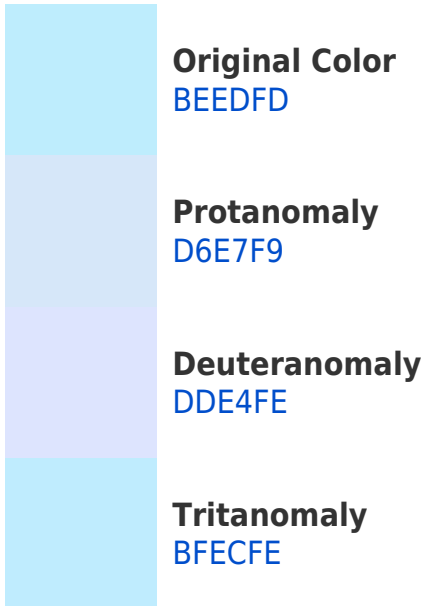 Original Color
BEEDFD
Protanomaly
D6E7F9
Deuteranomaly
DDE4FE
Tritanomaly
BFECFE